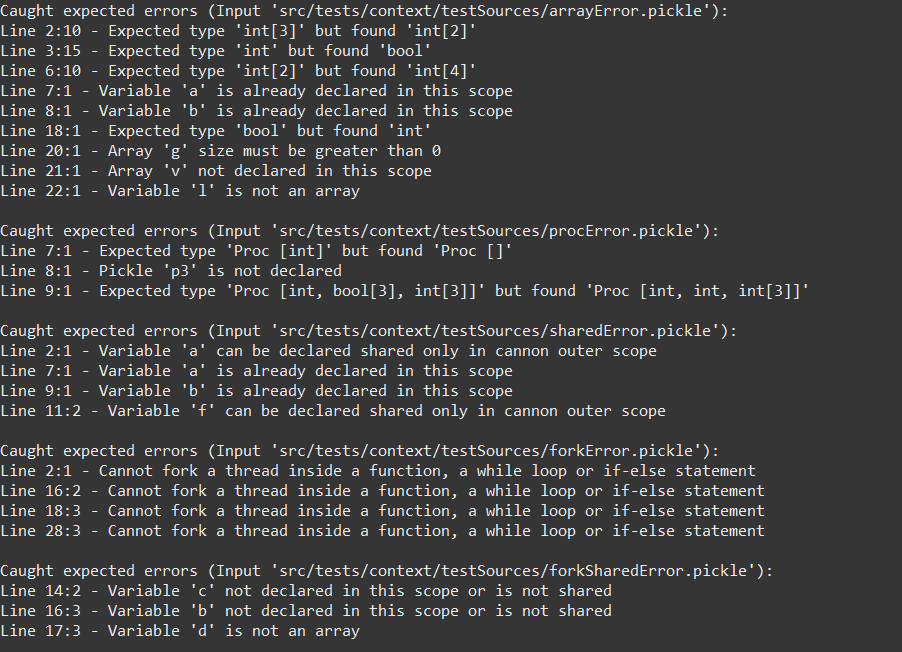 Caught expected errors (Input 'src/tests/context/testSources/arrayError.pickle'):
Line 2:10 - Expected type 'int[3]' but found 'int[2]'
Line 3:15 - Expected type 'int' but found 'bool'
Line 6:10 - Expected type 'int[2]' but found 'int[4]'
Line 7:1 - Variable 'a' is already declared in this scope
Line 8:1 - Variable 'b' is already declared in this scope
Line 18:1 - Expected type 'bool' but found 'int'
Line 20:1 - Array 'g' size must be greater than 0
Line 21:1 - Array 'v' not declared in this scope
Line 22:1 - Variable 'l' is not an array

Caught expected errors (Input 'src/tests/context/testSources/procError.pickle'):
Line 7:1 - Expected type 'Proc [int]' but found 'Proc []'
Line 8:1 - Pickle 'p3' is not declared
Line 9:1 - Expected type 'Proc [int, bool[3], int[3]]' but found 'Proc [int, int, int[3]]'

Caught expected errors (Input 'src/tests/context/testSources/sharedError.pickle'):
Line 2:1 - Variable 'a' can be declared shared only in cannon outer scope
Line 7:1 - Variable 'a' is already declared in this scope
Line 9:1 - Variable 'b' is already declared in this scope
Line 11:2 - Variable 'f' can be declared shared only in cannon outer scope

Caught expected errors (Input 'src/tests/context/testSources/forkError.pickle'):
Line 2:1 - Cannot fork a thread inside a function, a while loop or if-else statement
Line 16:2 - Cannot fork a thread inside a function, a while loop or if-else statement
Line 18:3 - Cannot fork a thread inside a function, a while loop or if-else statement
Line 28:3 - Cannot fork a thread inside a function, a while loop or if-else statement

Caught expected errors (Input 'src/tests/context/testSources/forkSharedError.pickle'):
Line 14:2 - Variable 'c' not declared in this scope or is not shared
Line 16:3 - Variable 'b' not declared in this scope or is not shared
Line 17:3 - Variable 'd' is not an array